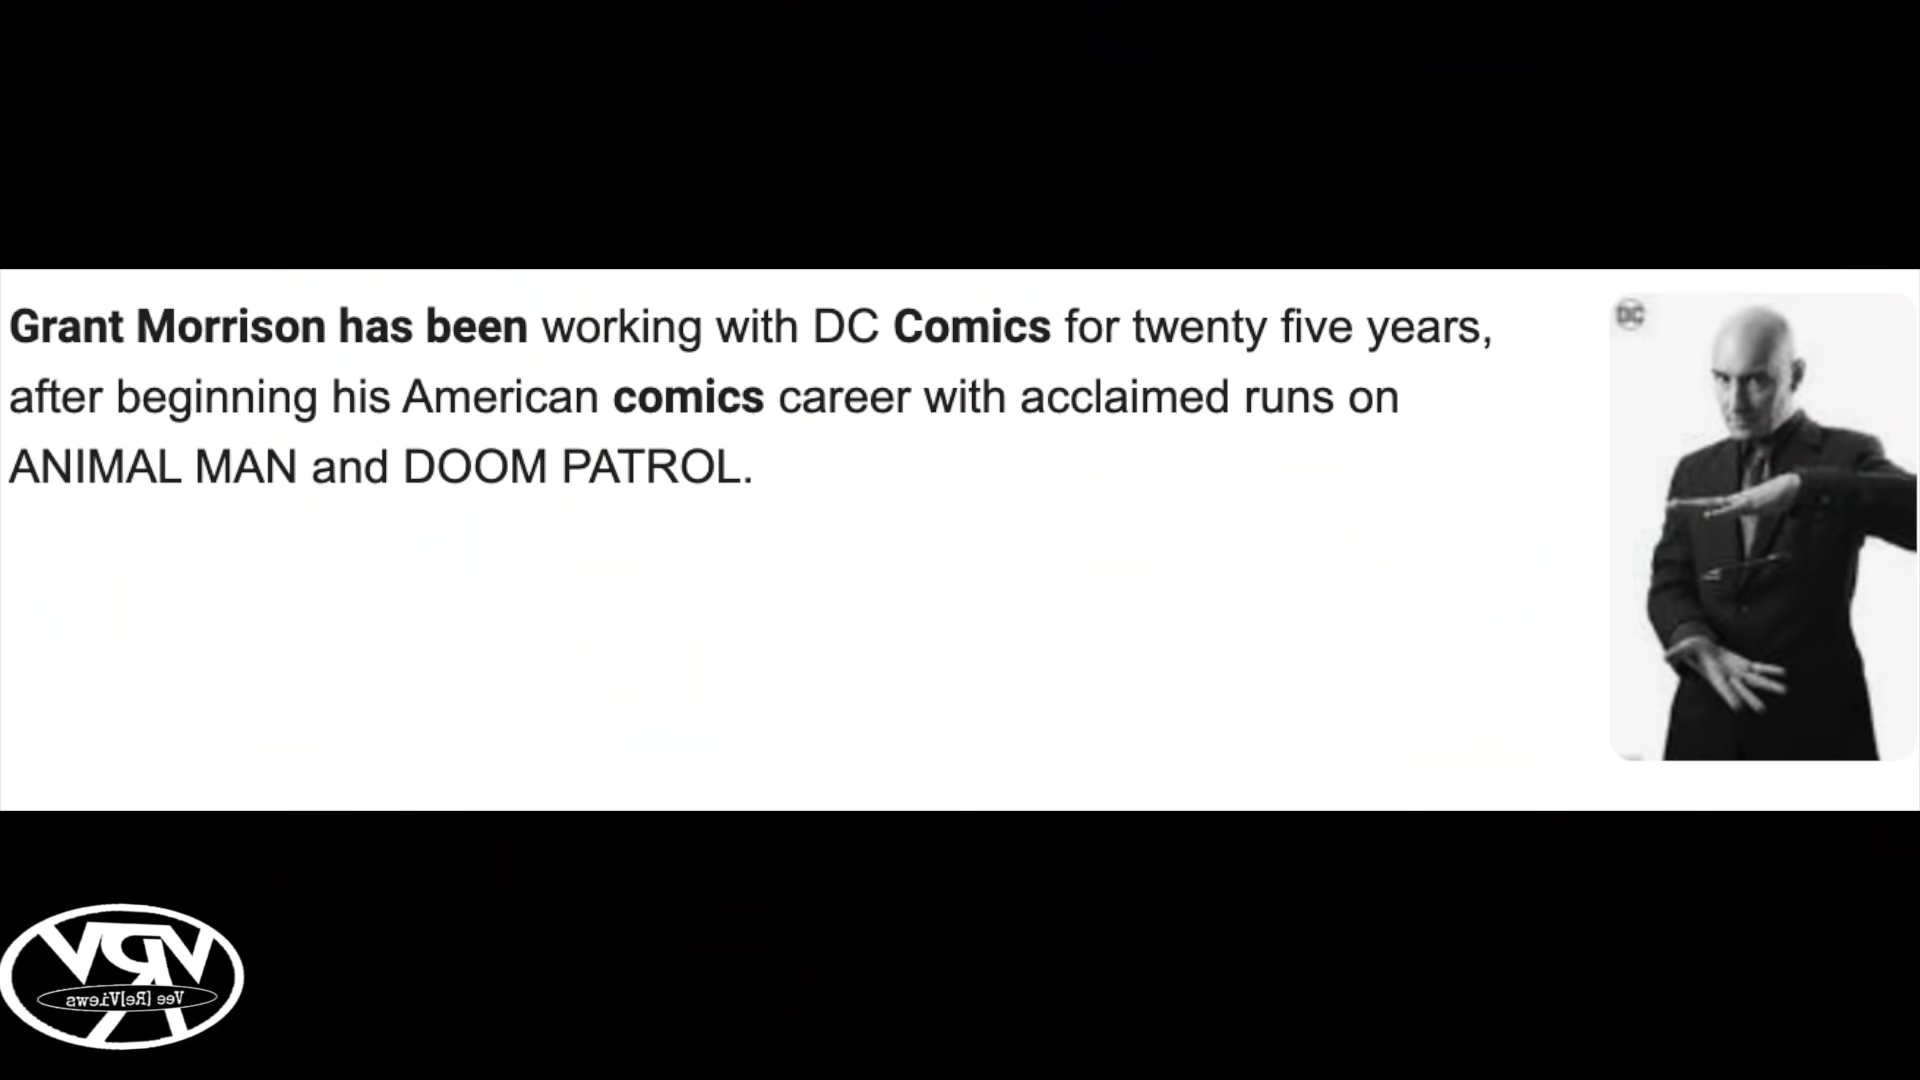 Grant Morrison has been working with DC Comics for twenty five years,
after beginning his American comics career with acclaimed runs on
ANIMAL MAN and DOOM PATROL.
DC
VRV
Vee [Re]Views